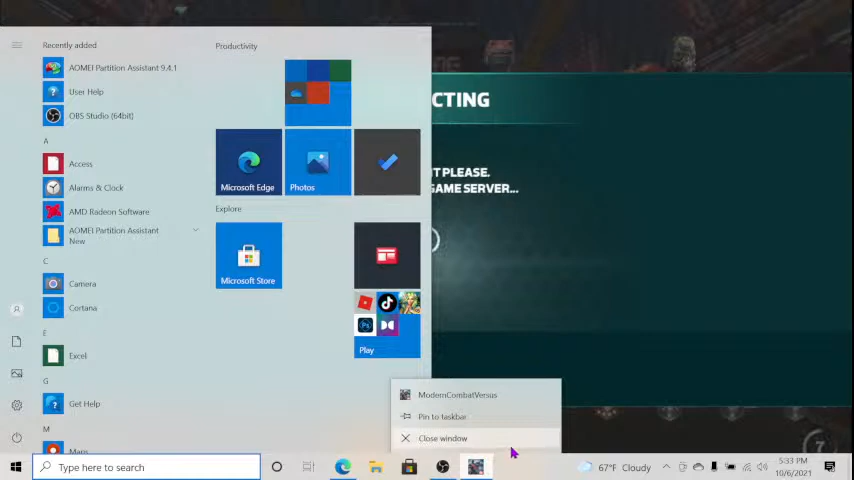 Recently added
AOMEI Partition Assistant 9.4.1
User Help
OBS Studio (64bit)
A
Access
Alarms & Clock
AMD Radeon Software
AOMEI Partition Assistant
New
C
Camera
Cortana
E
Excel
G
Get Help
M
Maps
Productivity
Microsoft Edge
Photos
Explore
Microsoft Store
Play
CTING
T PLEASE.
GAME SERVER...
ModernCombatVersus
Pin to taskbar
Close window
7
Type here to search
67°F Cloudy
5:33 PM
10/6/2021